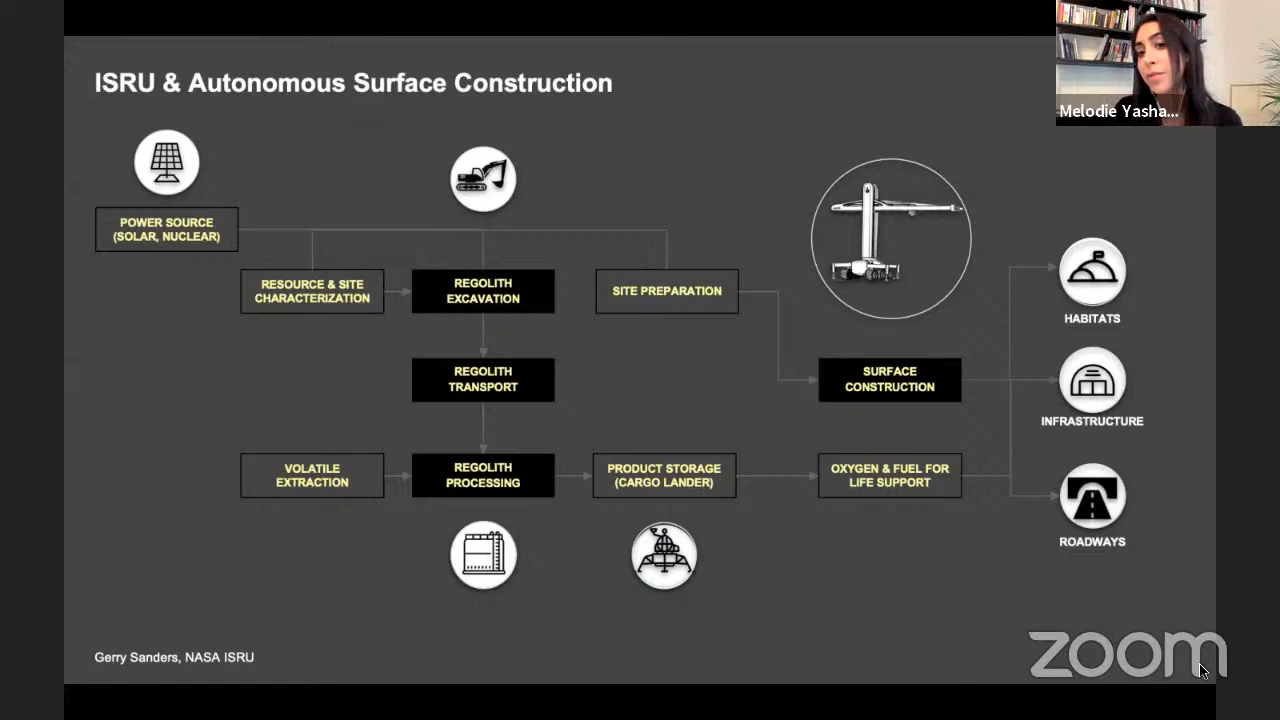 ISRU & Autonomous Surface Construction
Melodie Yasha...
POWER SOURCE
(SOLAR, NUCLEAR)
RESOURCE & SITE
CHARACTERIZATION
REGOLITH
EXCAVATION
SITE PREPARATION
HABITATS
REGOLITH
TRANSPORT
SURFACE
CONSTRUCTION
INFRASTRUCTURE
VOLATILE
EXTRACTION
REGOLITH
PROCESSING
PRODUCT STORAGE
(CARGO LANDER)
OXYGEN & FUEL FOR
LIFE SUPPORT
ROADWAYS
Gerry Sanders, NASA ISRU
zoom